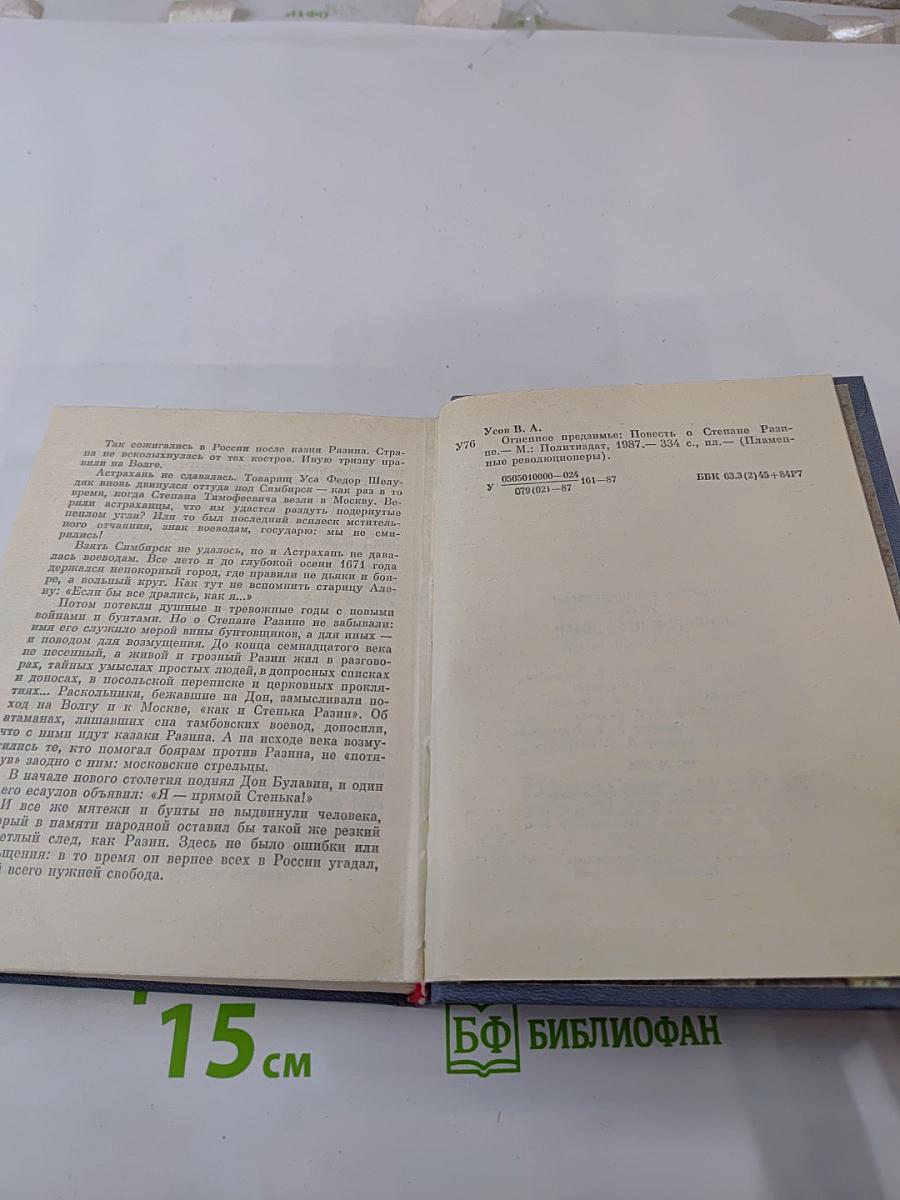 Так сожигались в России после казни Разина. Стра-
на не всколыхнулась от тех костров. Иную тризну пра-
вили на Волге.
Астрахань не сдавалась. Товарищ Уса Федор Шелу-
дяк вновь двинулся оттуда под Симбирск — как раз в то
время, когда Степана Тимофеевича везли в Москву. Ве-
рили астраханцы, что им удастся раздуть подернутые
пеплом угли? Или то был последний всплеск мститель-
ного отчаяния, знак воеводам, государю: мы не сми-
рились!
Взять Симбирск не удалось, но и Астрахань не дава-
лась воеводам. Все лето и до глубокой осени 1671 года
держался непокорный город, где правили не дьяки и боя-
ре, а вольный круг. Как тут не вспомнить старицу Але-
ну: «Если бы все дрались, как я...»
Потом потекли душные и тревожные годы с новыми
войнами и бунтами. Но о Степане Разине не забывали:
имя его служило мерой вины бунтовщиков, а для иных —
и поводом для возмущения. До конца семнадцатого века
не песенный, а живой и грозный Разин жил в разгово-
рах, тайных умыслах простых людей, в допросных списках
и доносах, в посольской переписке и церковных прокля-
тиях... Раскольники, бежавшие на Дон, замысливали по-
ход на Волгу и к Москве, «как и Стенька Разин». Об
атаманах, лишавших сна тамбовских воевод, доносили,
что с ними идут казаки Разина. А на исходе века возму-
тились те, кто помогал боярам против Разина, не «потя-
ув» заодно с ним: московские стрельцы.
В начале нового столетия поднял Дон Булавин, и один
его есаулов объявил: «Я — прямой Стенька!»
И все же мятежи и бунты не выдвинули человека,
орый в памяти народной оставил бы такой же резкий
етлый след, как Разин. Здесь не было ошибки или
щения: в то время он вернее всех в России угадал,
всего нужней свобода.
Усов В. А.
У76 Огненное предзимье: Повесть о Степане Рази-
не.— М.: Политиздат, 1987.— 334 с., ил.— (Пламен-
ные революционеры).
У 0505010000—024
079(02)—87 161—87 ББК 63.3(2)45+84Р7
15 см
БФ БИБЛИОФАН